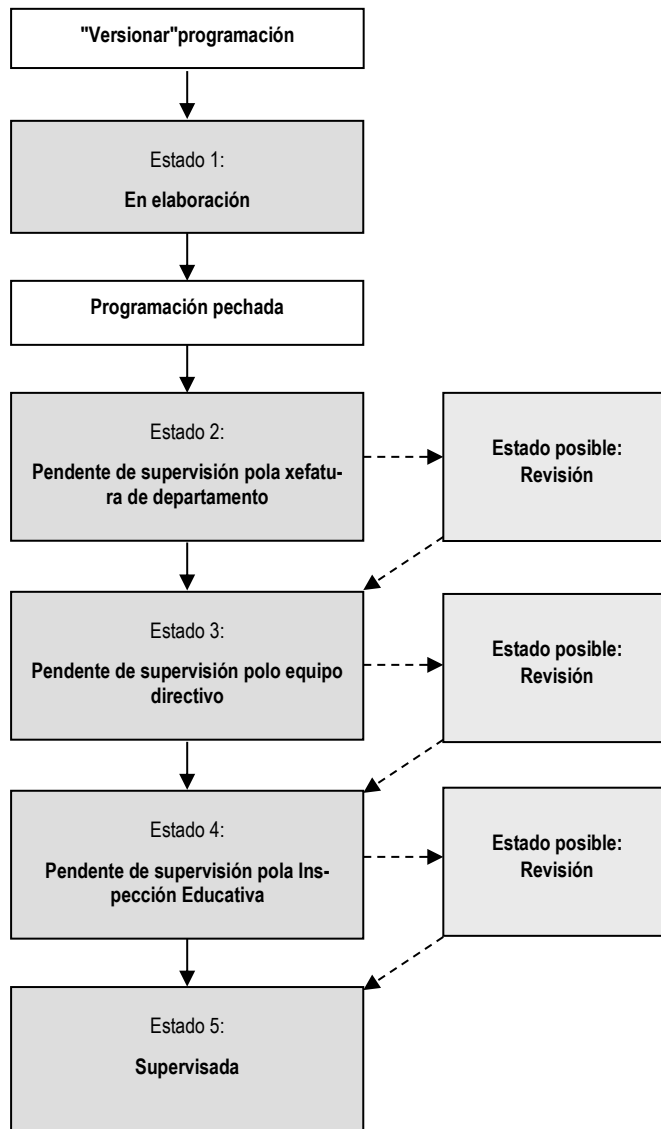 "Versionar"programación
Estado 1:
En elaboración
Programación pechada
Estado 2:
Pendente de supervisión pola xefatu-
ra de departamento
Estado posible:
Revisión
Estado 3:
Pendente de supervisión polo equipo
directivo
Estado posible:
Revisión
Estado 4:
Pendente de supervisión pola Ins-
pección Educativa
Estado posible:
Revisión
Estado 5:
Supervisada